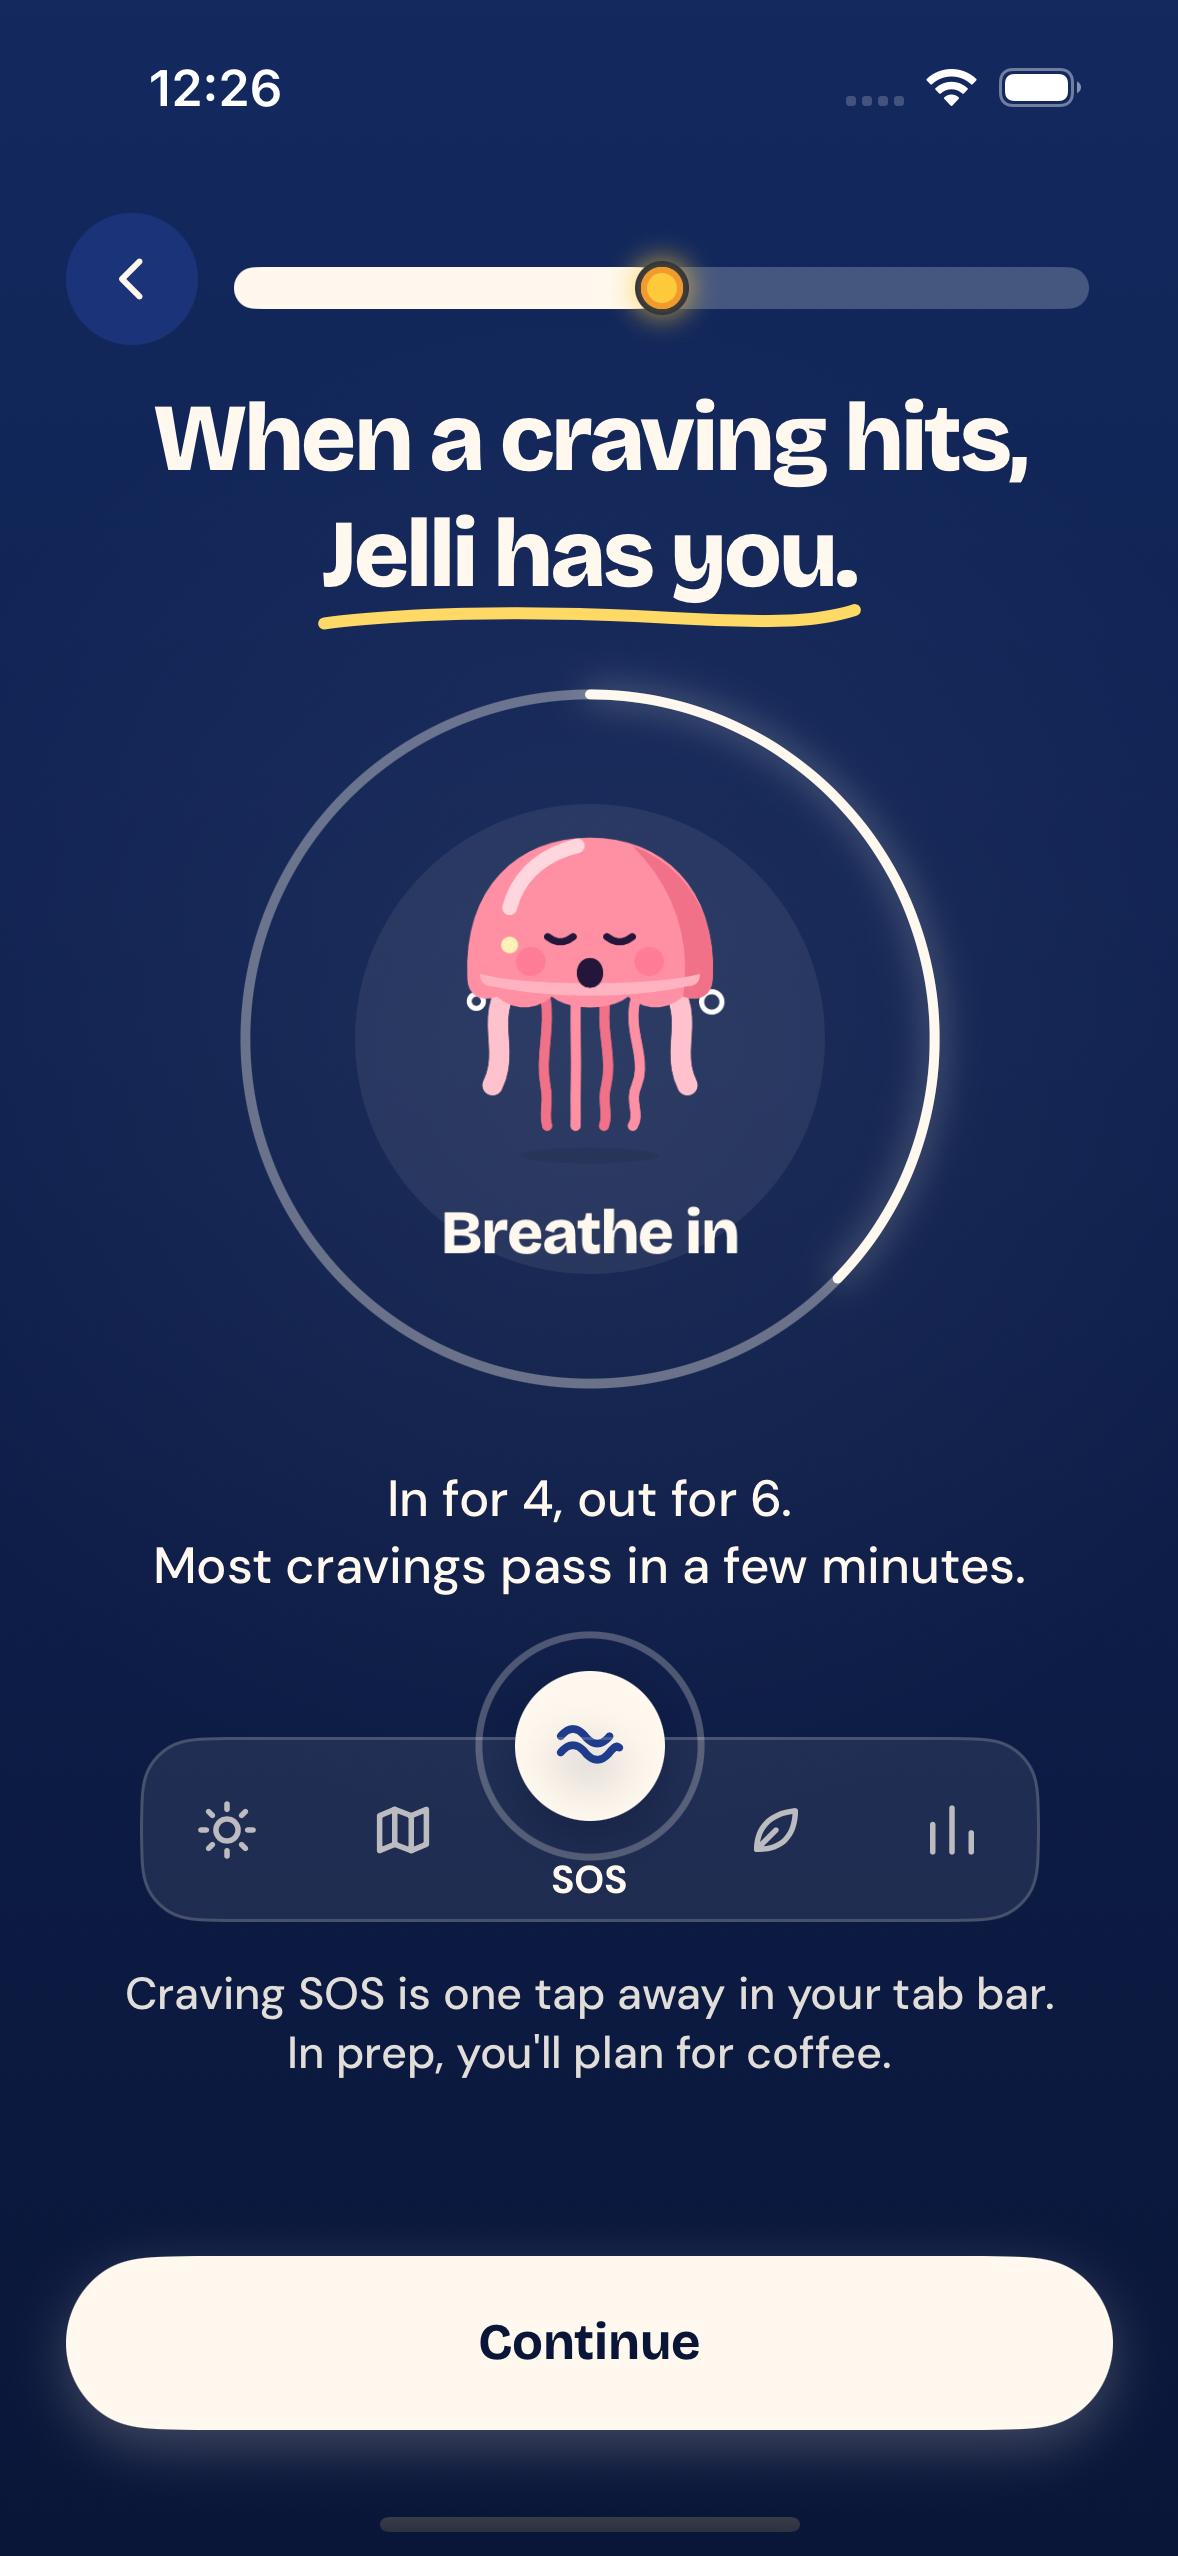 12:26
When a craving hits,
Jelli has you.
Breathe in
In for 4, out for 6.
Most cravings pass in a few minutes.
SOS
Craving SOS is one tap away in your tab bar.
In prep, you'll plan for coffee.
Continue